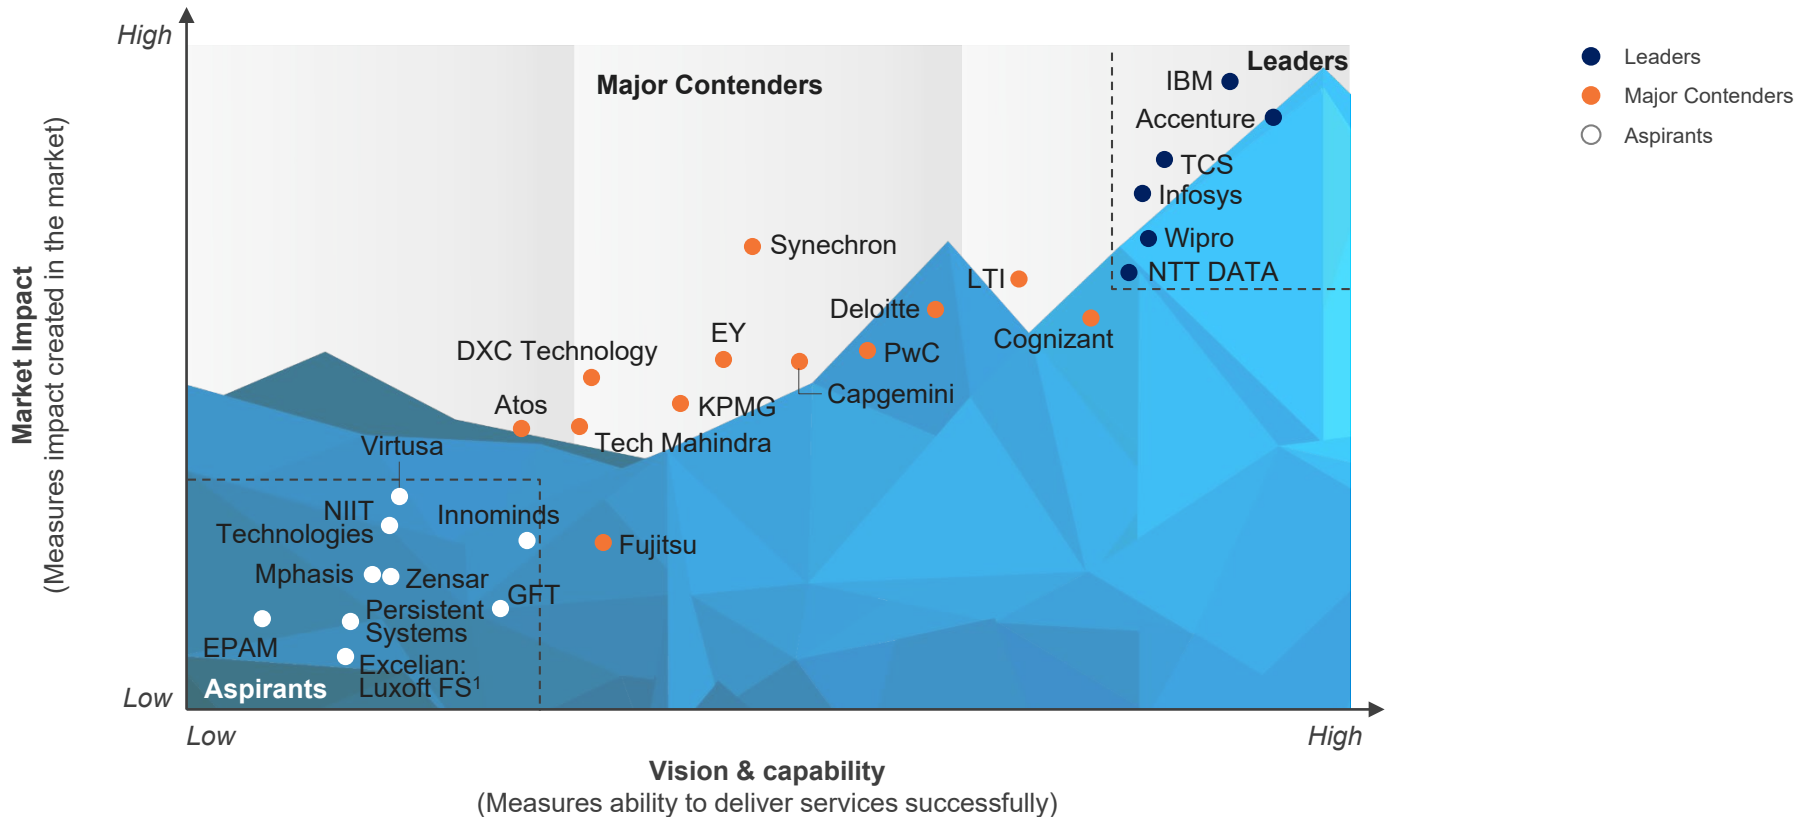 High
Major Contenders
Leaders
IBM
Accenture
TCS
Infosys
Wipro
NTT DATA
Synechron
LTI
Deloitte
Cognizant
EY
PwC
DXC Technology
Capgemini
Atos
KPMG
Tech Mahindra
Virtusa
NIIT
Technologies
Innominds
Fujitsu
Mphasis
Zensar
GFT
Persistent
Systems
EPAM
Excelian:
Luxoft FS¹
Aspirants
Low
Low
High
Market Impact
(Measures impact created in the market)
Vision & capability
(Measures ability to deliver services successfully)
Leaders
Major Contenders
Aspirants